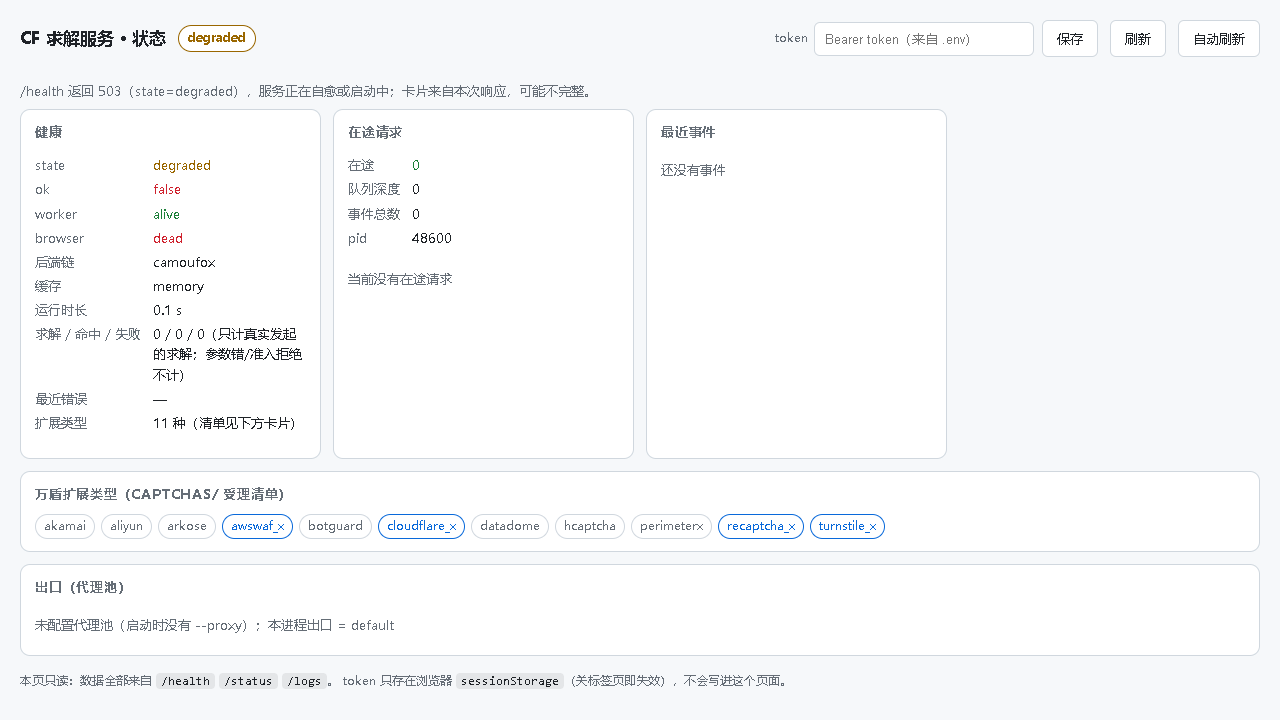 CF 求解服务 · 状态 degraded token Bearer token（来自 .env） 保存 刷新 自动刷新
/health 返回 503（state=degraded），服务正在自愈或启动中；卡片来自本次响应，可能不完整。
健康
state degraded
ok false
worker alive
browser dead
后端链 camoufox
缓存 memory
运行时长 0.1 s
求解 / 命中 / 失败 0 / 0 / 0（只计真实发起
的求解；参数错/准入拒绝
不计）
最近错误 —
扩展类型 11 种（清单见下方卡片）
在途请求
在途 0
队列深度 0
事件总数 0
pid 48600
当前没有在途请求
最近事件
还没有事件
万盾扩展类型（CAPTCHAS/ 受理清单）
akamai aliyun arkose awswaf_x botguard cloudflare_x datadome hcaptcha perimeterx recaptcha_x turnstile_x
出口（代理池）
未配置代理池（启动时没有 --proxy）；本进程出口 = default
本页只读：数据全部来自 /health /status /logs。 token 只存在浏览器 sessionStorage（关标签页即失效），不会写进这个页面。